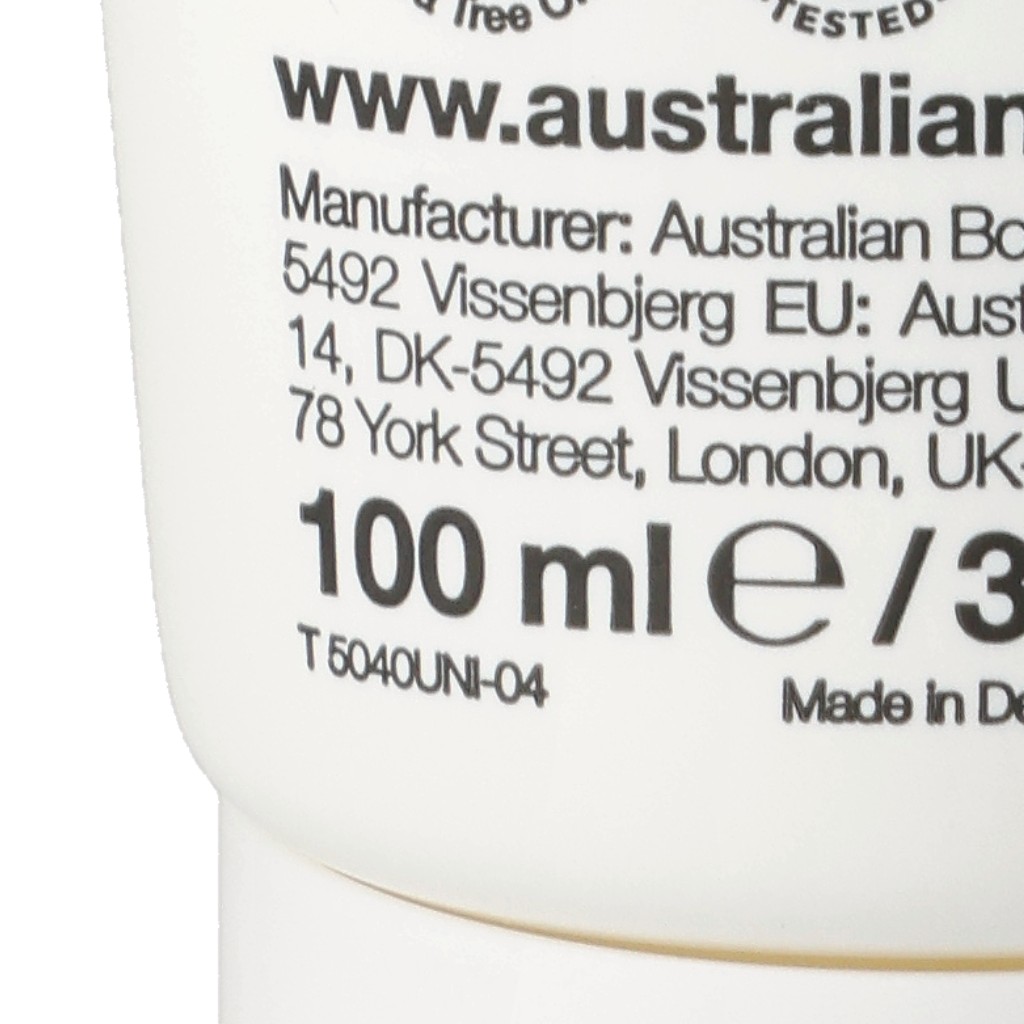 Tree
TESTED
www.australian
Manufacturer: Australian Bo
5492 Vissenbjerg EU: Aust
14, DK-5492 Vissenbjerg U
78 York Street, London, UK-
100 ml e / 3
T 5040UNI-04
Made in De